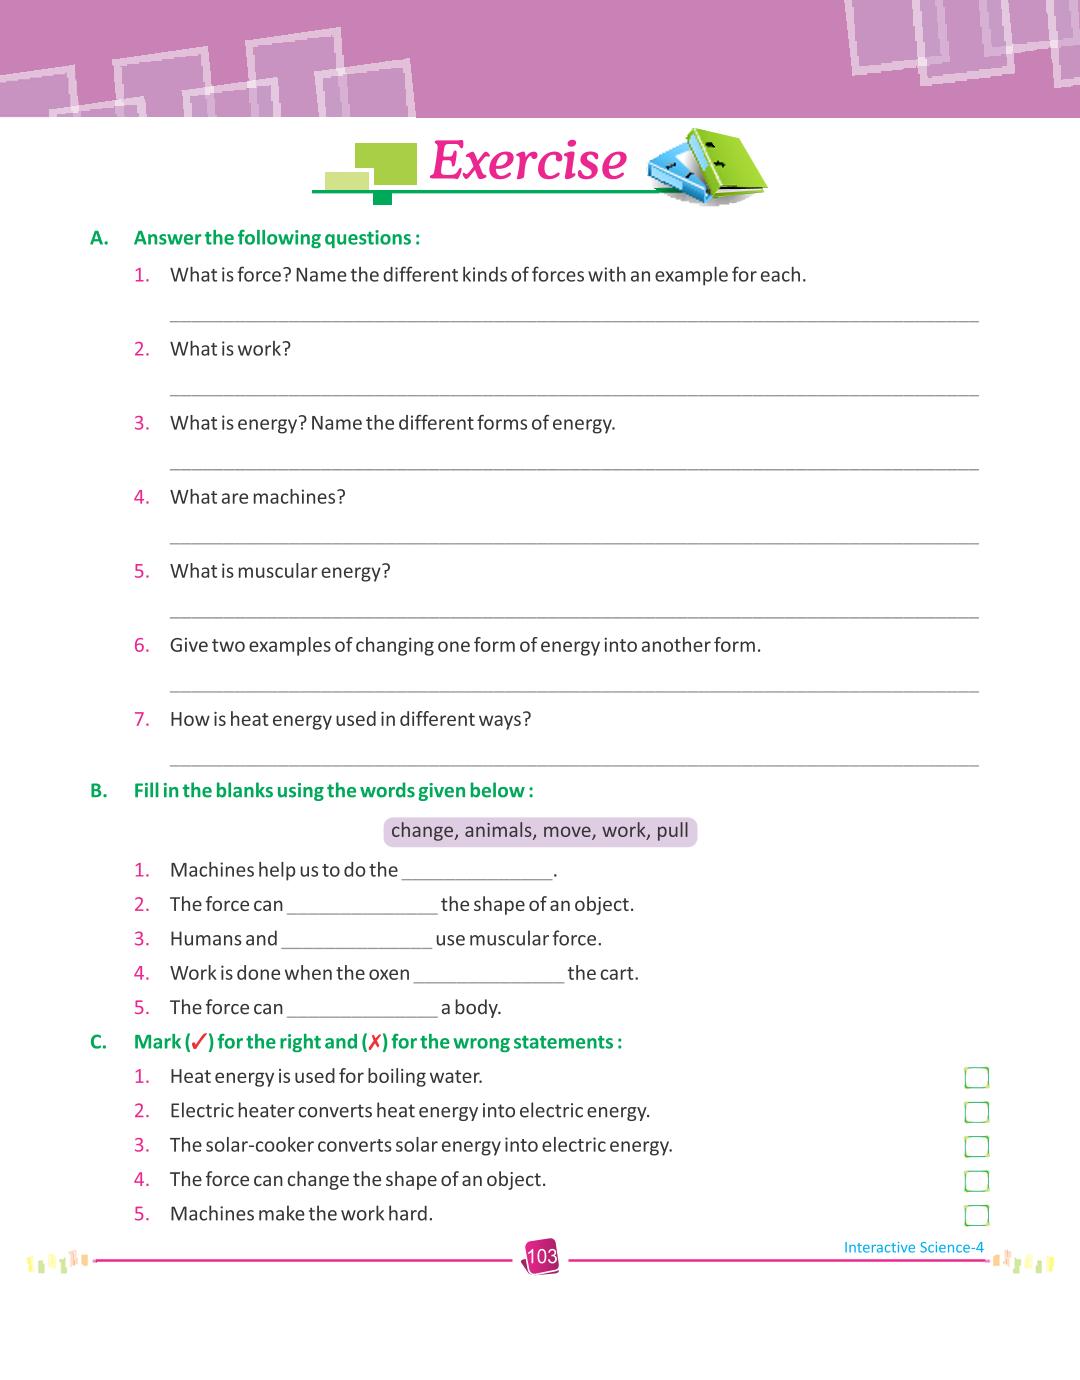 Exercise
A. Answer the following questions :
1. What is force? Name the different kinds of forces with an example for each.
2. What is work?
3. What is energy? Name the different forms of energy.
4. What are machines?
5. What is muscular energy?
6. Give two examples of changing one form of energy into another form.
7. How is heat energy used in different ways?
B. Fill in the blanks using the words given below :
change, animals, move, work, pull
1. Machines help us to do the ______________.
2. The force can ______________ the shape of an object.
3. Humans and ______________ use muscular force.
4. Work is done when the oxen ______________ the cart.
5. The force can ______________ a body.
C. Mark (✓) for the right and (✗) for the wrong statements :
1. Heat energy is used for boiling water.
2. Electric heater converts heat energy into electric energy.
3. The solar-cooker converts solar energy into electric energy.
4. The force can change the shape of an object.
5. Machines make the work hard.
Interactive Science-4
103